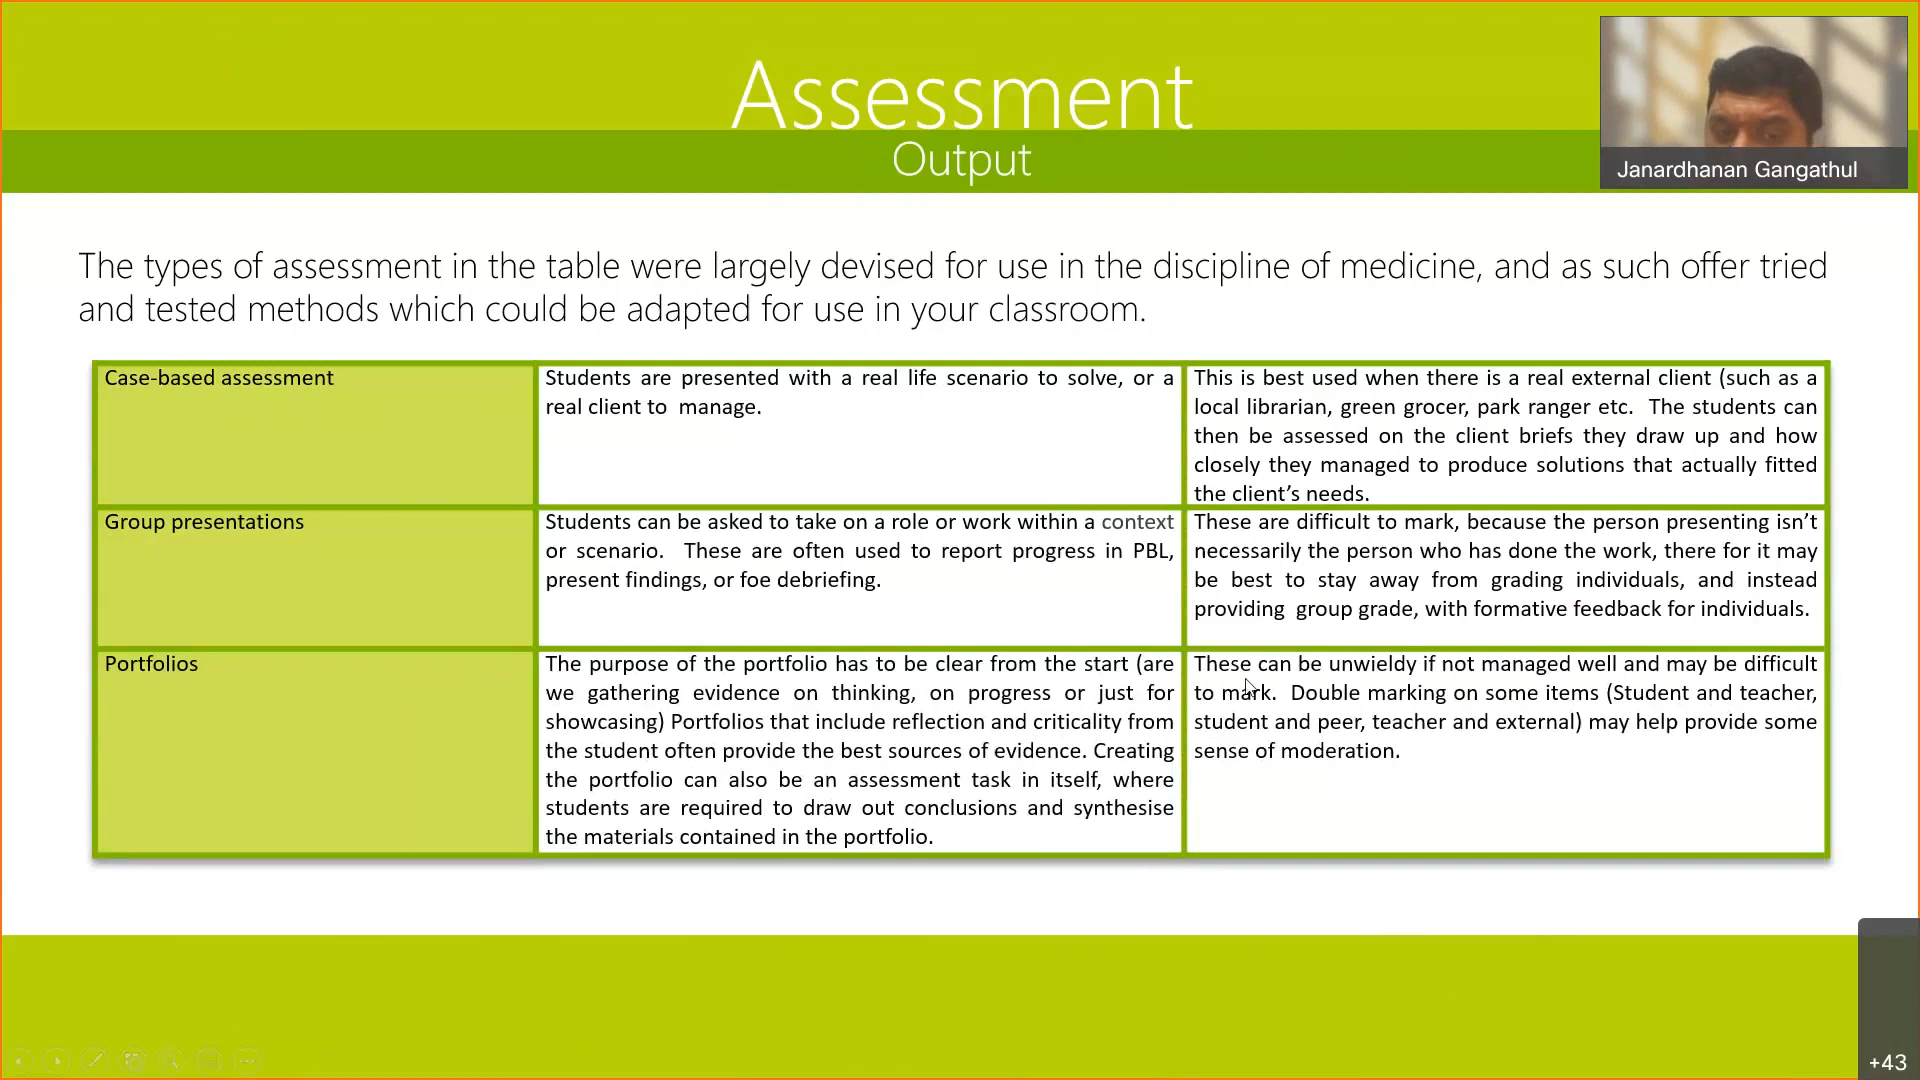 Assessment
Output
Janardhanan Gangathul
The types of assessment in the table were largely devised for use in the discipline of medicine, and as such offer tried
and tested methods which could be adapted for use in your classroom.
Case-based assessment
Students are presented with a real life scenario to solve, or a
real client to manage.
This is best used when there is a real external client (such as a
local librarian, green grocer, park ranger etc. The students can
then be assessed on the client briefs they draw up and how
closely they managed to produce solutions that actually fitted
the client’s needs.
Group presentations
Students can be asked to take on a role or work within a context
or scenario. These are often used to report progress in PBL,
present findings, or foe debriefing.
These are difficult to mark, because the person presenting isn’t
necessarily the person who has done the work, there for it may
be best to stay away from grading individuals, and instead
providing group grade, with formative feedback for individuals.
Portfolios
The purpose of the portfolio has to be clear from the start (are
we gathering evidence on thinking, on progress or just for
showcasing) Portfolios that include reflection and criticality from
the student often provide the best sources of evidence. Creating
the portfolio can also be an assessment task in itself, where
students are required to draw out conclusions and synthesise
the materials contained in the portfolio.
These can be unwieldy if not managed well and may be difficult
to mark. Double marking on some items (Student and teacher,
student and peer, teacher and external) may help provide some
sense of moderation.
+43